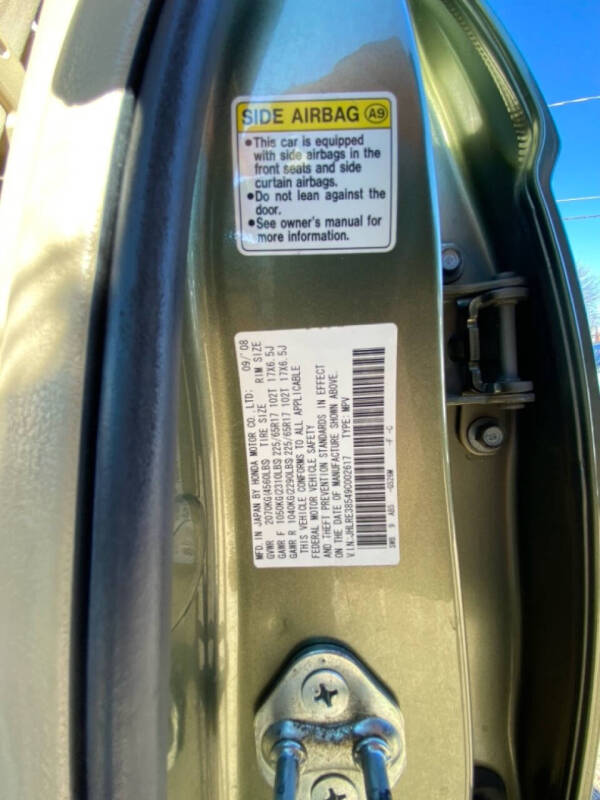 SIDE AIRBAG A9
•This car is equipped
with side airbags in the
front seats and side
curtain airbags.
•Do not lean against the
door.
•See owner's manual for
more information.
MFD. IN JAPAN BY HONDA MOTOR CO., LTD: 09/'08
TIRE SIZE RIM SIZE
GVWR 2070KG(4560LBS)
GAWR F 1050KG(2310LBS) 225/65R17 102T 17X6.5J
GAWR R 1040KG(2290LBS) 225/65R17 102T 17X6.5J
THIS VEHICLE CONFORMS TO ALL APPLICABLE
FEDERAL MOTOR VEHICLE SAFETY
AND THEFT PREVENTION STANDARDS IN EFFECT
ON THE DATE OF MANUFACTURE SHOWN ABOVE.
V.I.N.:JHLRE38549C002617 TYPE: MPV